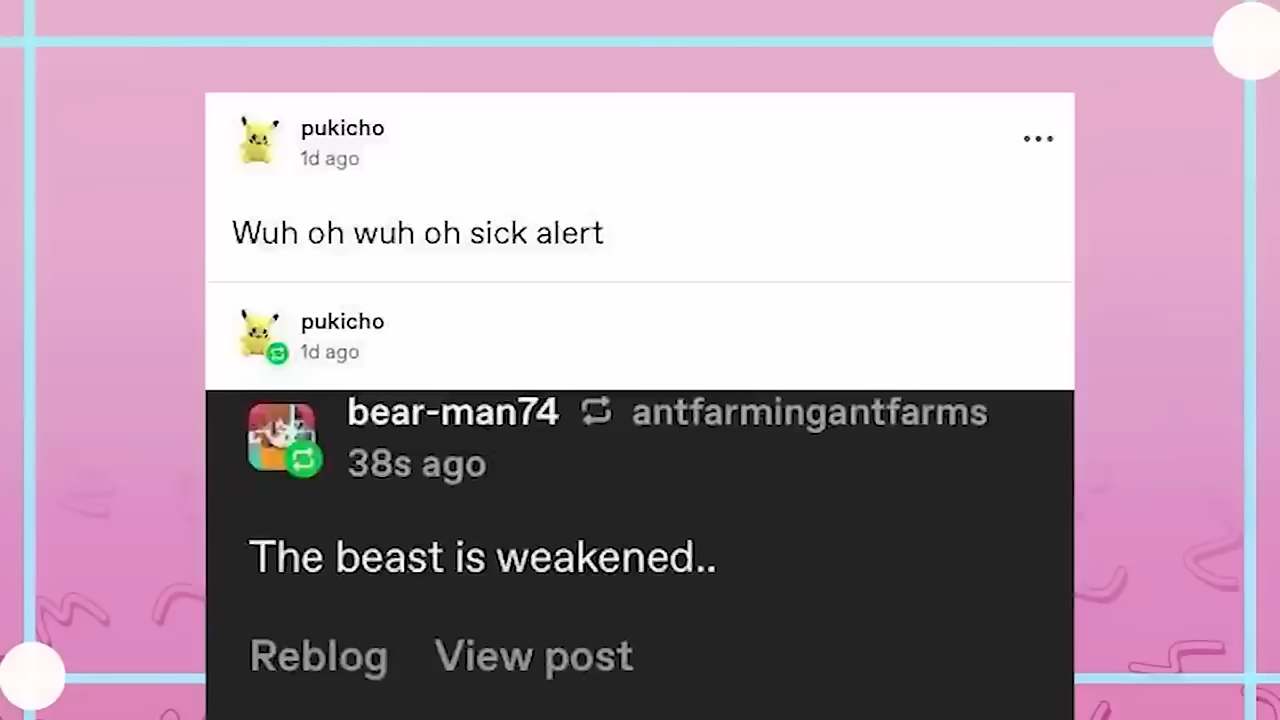 pukicho
1d ago
Wuh oh wuh oh sick alert
pukicho
1d ago
bear-man74 antfarmingantfarms
38s ago
The beast is weakened..
Reblog View post